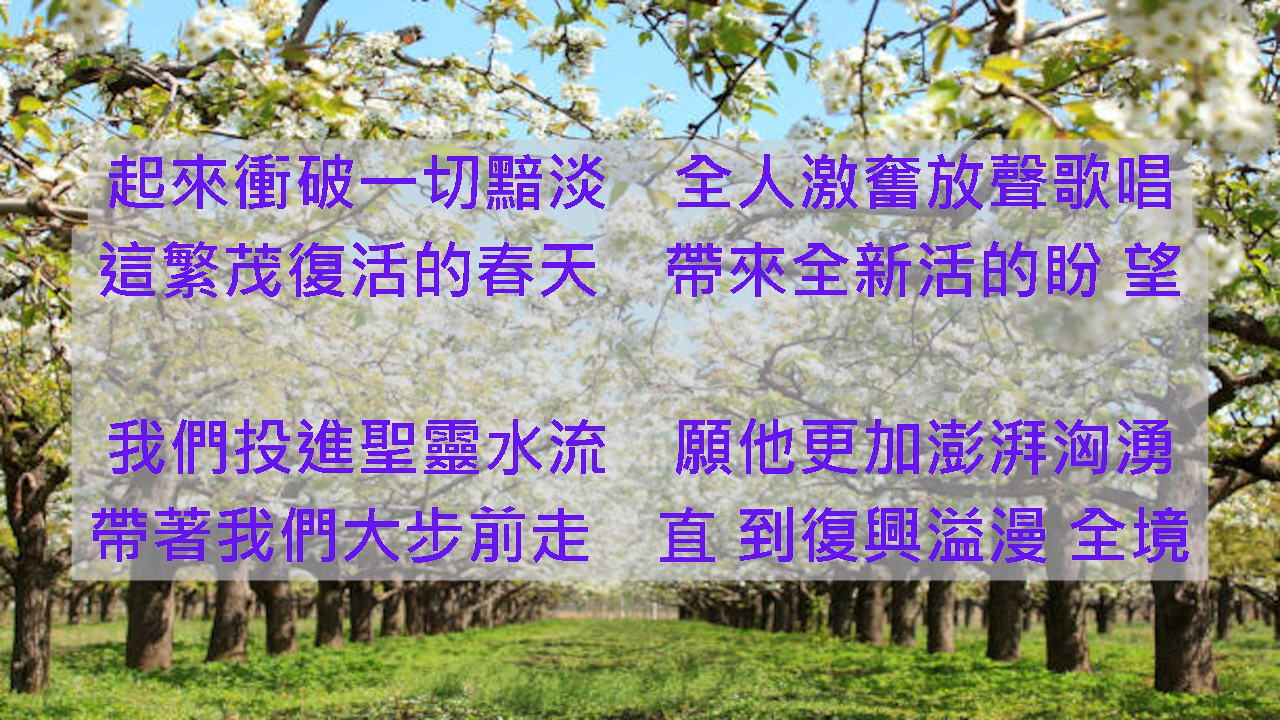 起來衝破一切黯淡　全人激奮放聲歌唱
這繁茂復活的春天　帶來全新活的盼 望
我們投進聖靈水流　願他更加澎湃洶湧
帶著我們大步前走　直 到復興溢漫 全境